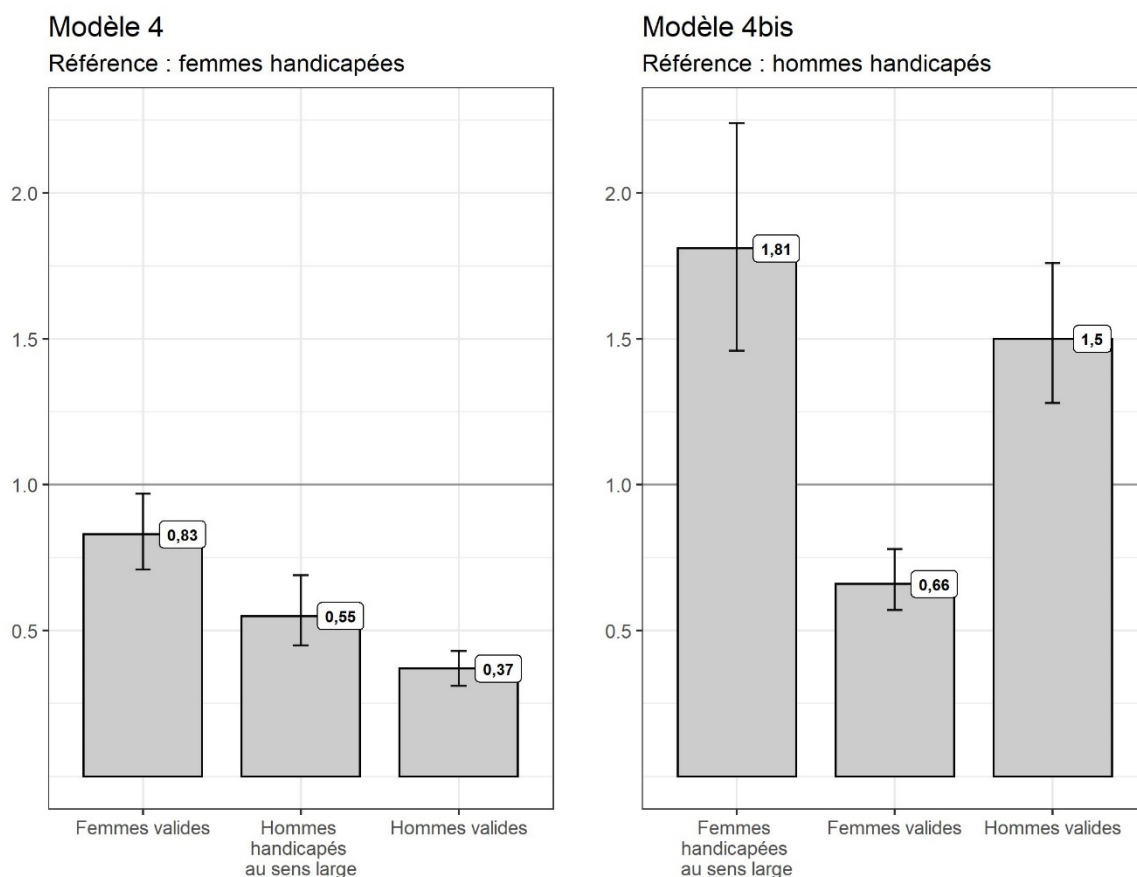 Modèle 4
Référence : femmes handicapées
2.0
1.5
1.0
0.5
0,83
0,55
0,37
Femmes valides
Hommes
handicapés
au sens large
Hommes valides
Modèle 4bis
Référence : hommes handicapés
2.0
1.5
1.0
0.5
1,81
0,66
1,5
Femmes
handicapées
au sens large
Femmes valides
Hommes valides